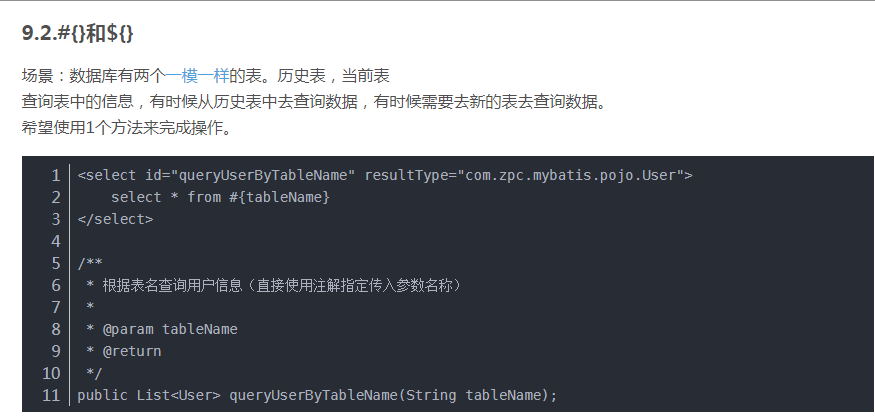 9.2.#{}和${}
场景：数据库有两个一模一样的表。历史表，当前表
查询表中的信息，有时候从历史表中去查询数据，有时候需要去新的表去查询数据。
希望使用1个方法来完成操作。
1 <select id="queryUserByTableName" resultType="com.zpc.mybatis.pojo.User">
2     select * from #{tableName}
3 </select>
4
5 /**
6  * 根据表名查询用户信息（直接使用注解指定传入参数名称）
7  *
8  * @param tableName
9  * @return
10  */
11 public List<User> queryUserByTableName(String tableName);